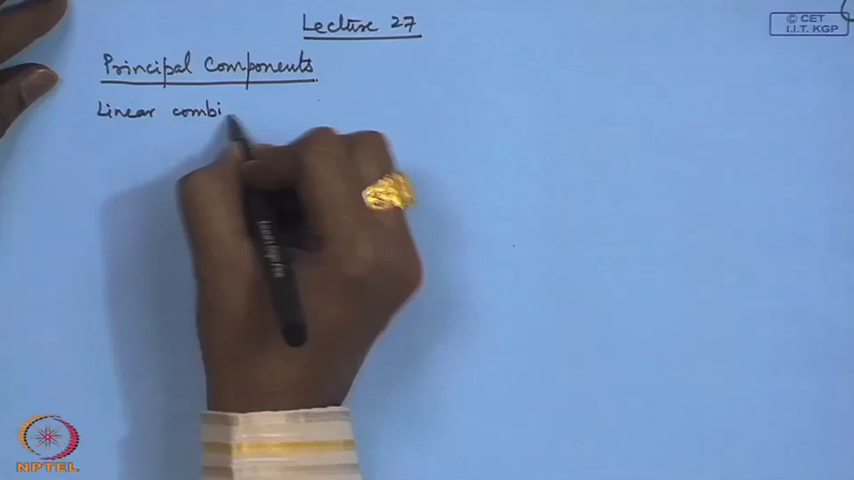 Lecture 27
© CET
I.I.T. KGP
Principal Components
Linear combi
NPTEL